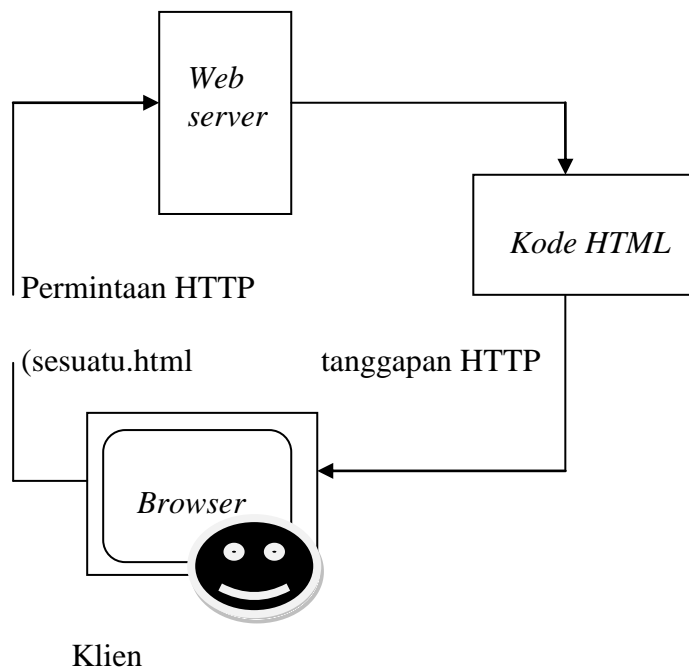 Web
server
Kode HTML
Permintaan HTTP
(sesuatu.html tanggapan HTTP
Browser
Klien